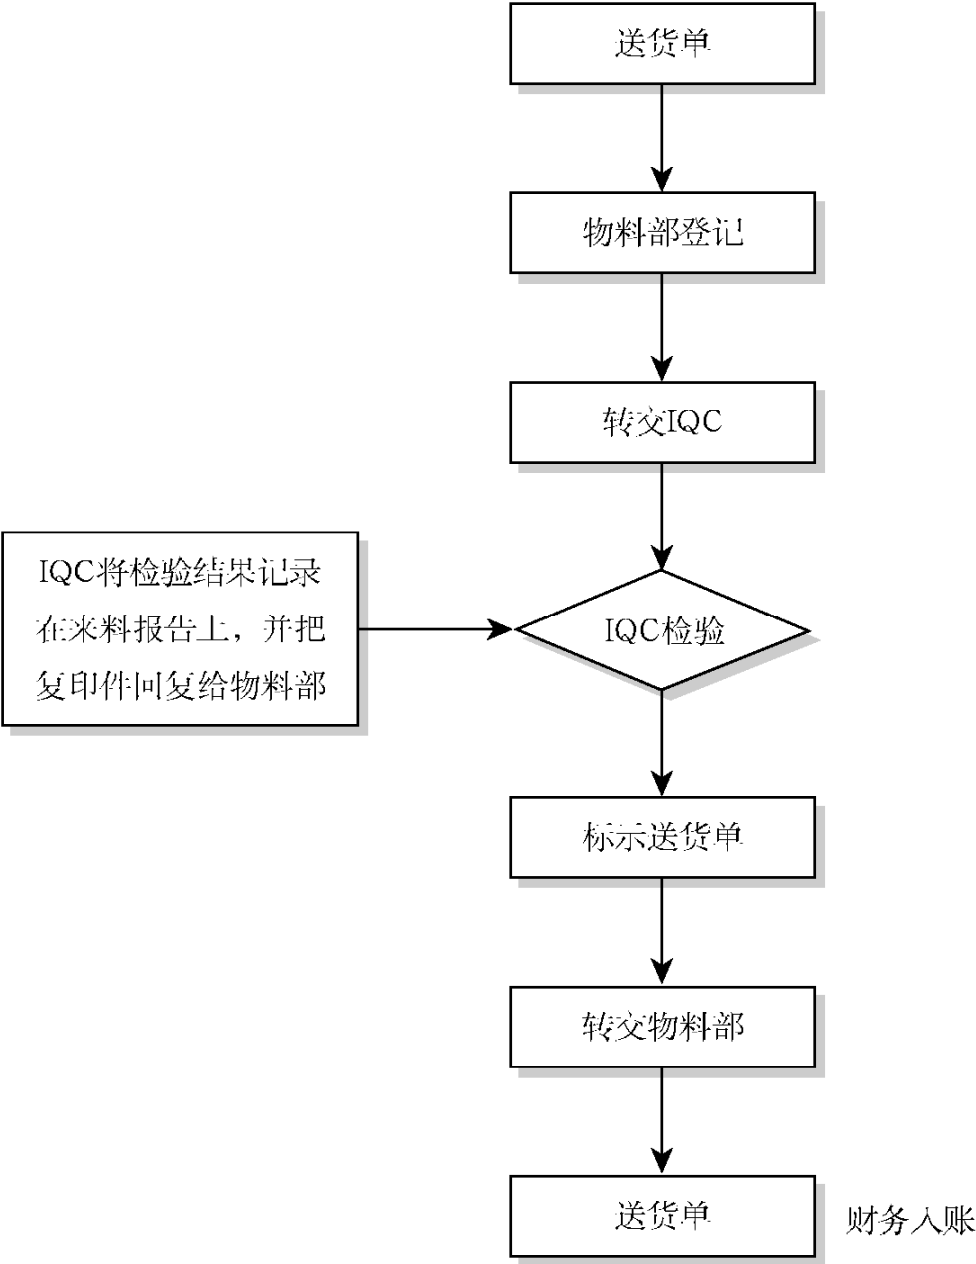 送货单
物料部登记
转交IQC
IQC将检验结果记录
在来料报告上，并把
复印件回复给物料部
IQC检验
标示送货单
转交物料部
送货单
财务入账